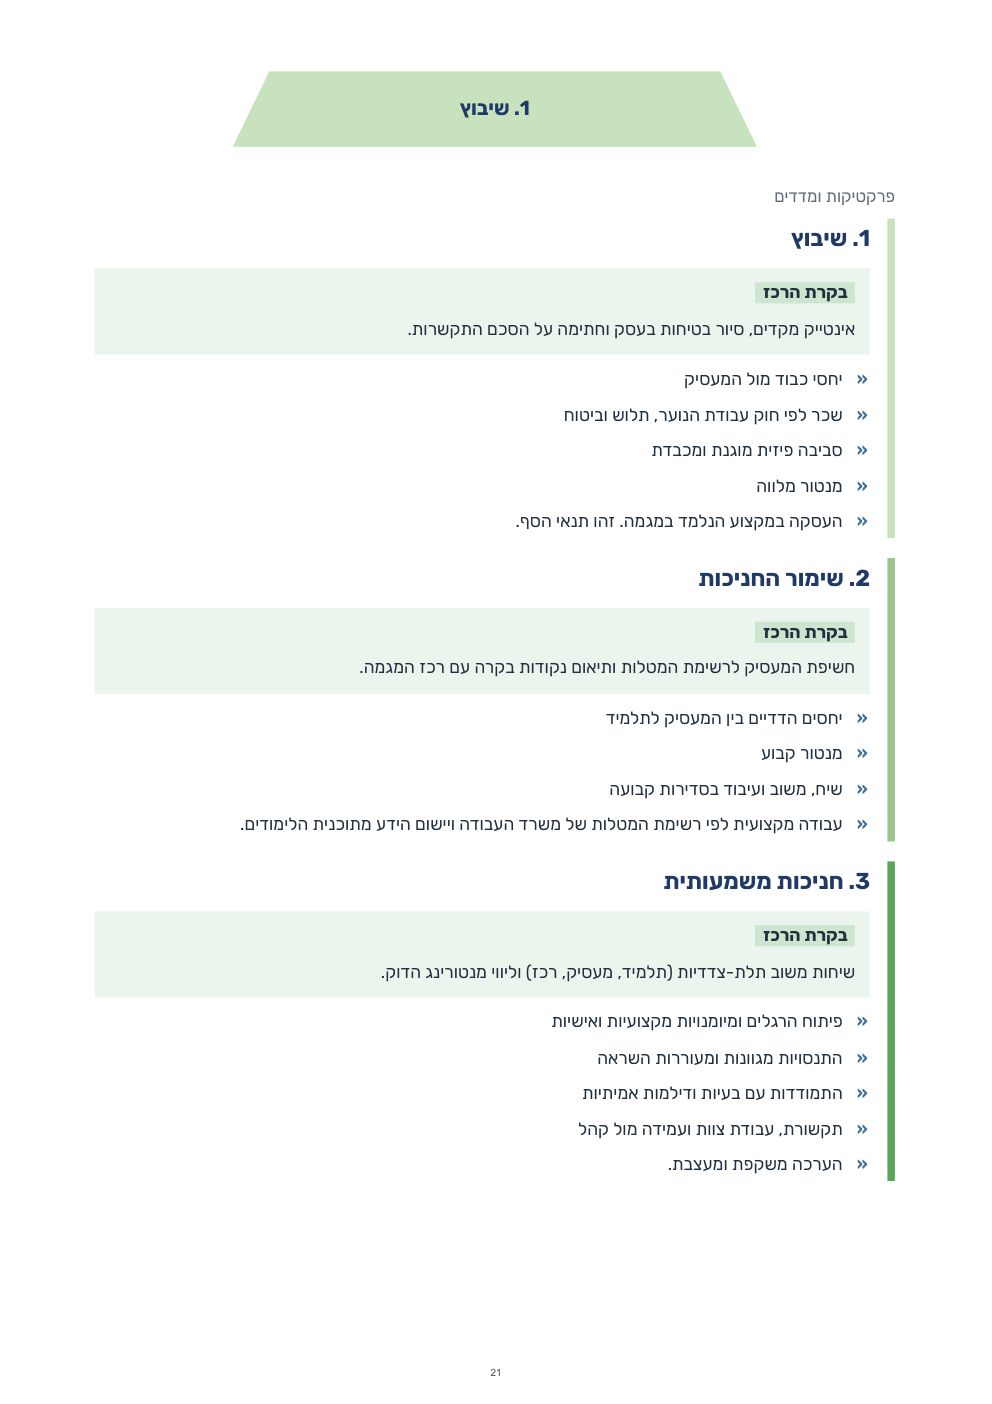 1. שיבוץ
פרקטיקות ומדדים
1. שיבוץ
בקרת הרכז
אינטייק מקדים, סיור בטיחות בעסק וחתימה על הסכם התקשרות.
« יחסי כבוד מול המעסיק
« שכר לפי חוק עבודת הנוער, תלוש וביטוח
« סביבה פיזית מוגנת ומכבדת
« מנטור מלווה
« העסקה במקצוע הנלמד במגמה. זהו תנאי הסף.
2. שימור החניכות
בקרת הרכז
חשיפת המעסיק לרשימת המטלות ותיאום נקודות בקרה עם רכז המגמה.
« יחסים הדדיים בין המעסיק לתלמיד
« מנטור קבוע
« שיח, משוב ועיבוד בסדירות קבועה
« עבודה מקצועית לפי רשימת המטלות של משרד העבודה ויישום הידע מתוכנית הלימודים.
3. חניכות משמעותית
בקרת הרכז
שיחות משוב תלת-צדדיות (תלמיד, מעסיק, רכז) וליווי מנטורינג הדוק.
« פיתוח הרגלים ומיומנויות מקצועיות ואישיות
« התנסויות מגוונות ומעוררות השראה
« התמודדות עם בעיות ודילמות אמיתיות
« תקשורת, עבודת צוות ועמידה מול קהל
« הערכה משקפת ומעצבת.
21